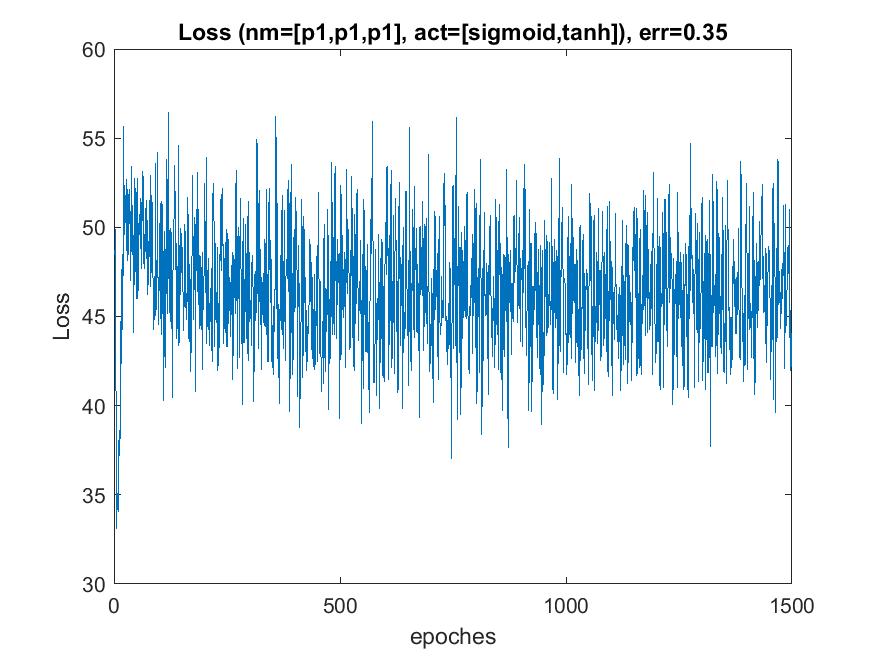 Loss (nm=[p1,p1,p1], act=[sigmoid,tanh]), err=0.35
60
55
50
45
40
35
30
Loss
0 500 1000 1500
epoches